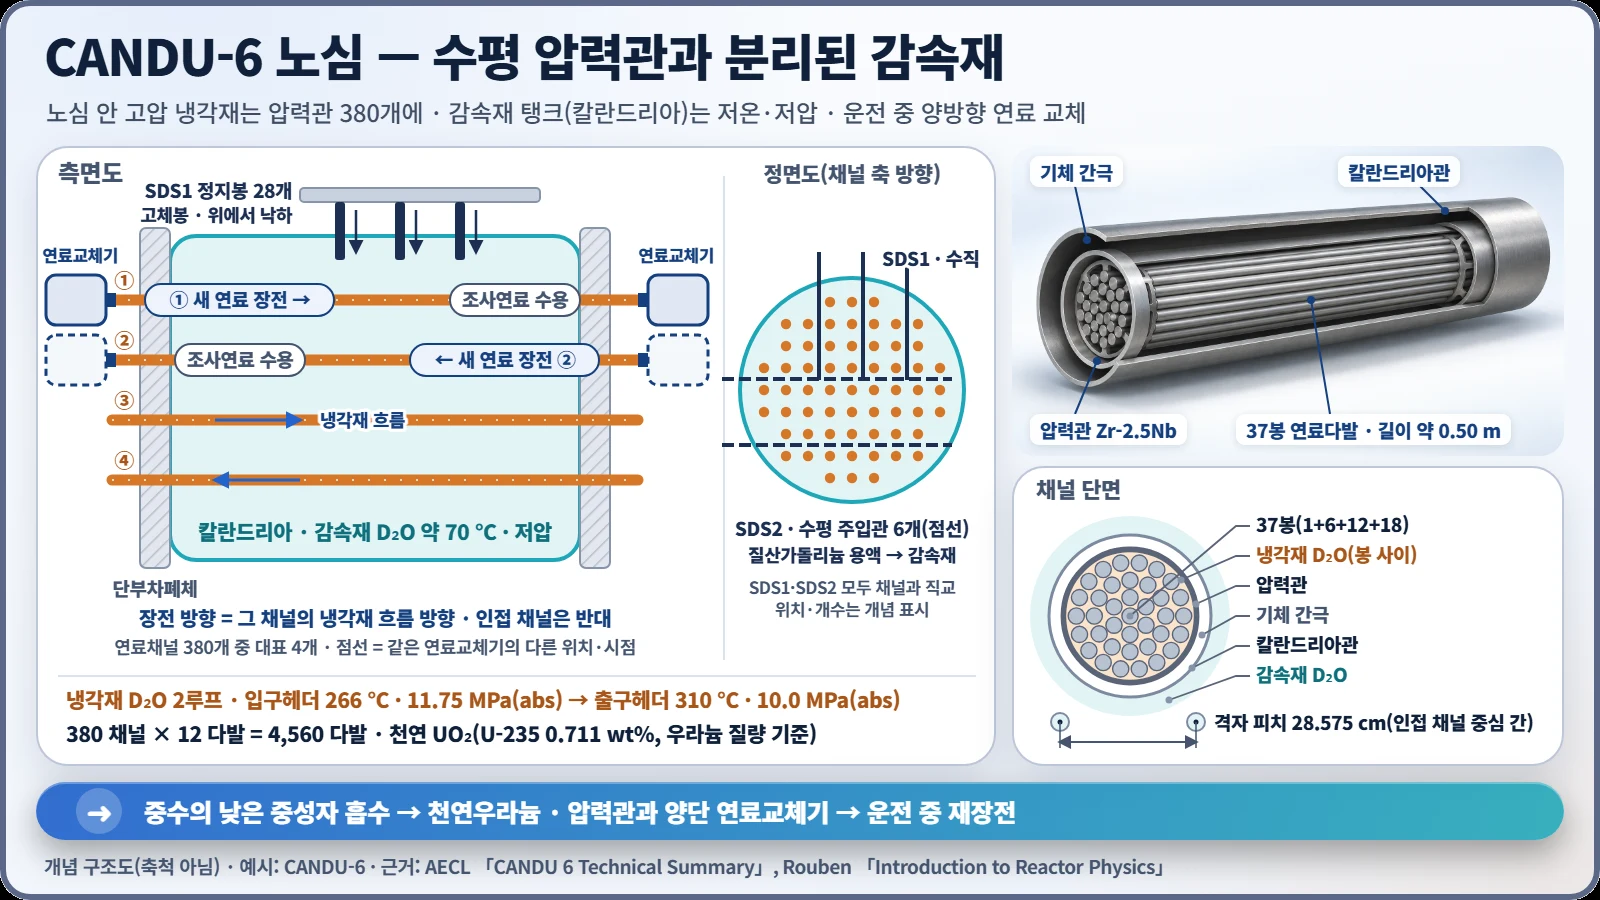 CANDU-6 노심 — 수평 압력관과 분리된 감속재
노심 안 고압 냉각재는 압력관 380개에 · 감속재 탱크(칼란드리아)는 저온·저압 · 운전 중 양방향 연료 교체
측면도
SDS1 정지봉 28개
고체봉 · 위에서 낙하
연료교체기
연료교체기
①
① 새 연료 장전 →
조사연료 수용
②
조사연료 수용
← 새 연료 장전 ②
③
냉각재 흐름
④
칼란드리아 · 감속재 D₂O 약 70 °C · 저압
단부차폐체
장전 방향 = 그 채널의 냉각재 흐름 방향 · 인접 채널은 반대
연료채널 380개 중 대표 4개 · 점선 = 같은 연료교체기의 다른 위치·시점
정면도(채널 축 방향)
SDS1 · 수직
SDS2 · 수평 주입관 6개(점선)
질산가돌리늄 용액 → 감속재
SDS1·SDS2 모두 채널과 직교
위치·개수는 개념 표시
냉각재 D₂O 2루프 · 입구헤더 266 °C · 11.75 MPa(abs) → 출구헤더 310 °C · 10.0 MPa(abs)
380 채널 × 12 다발 = 4,560 다발 · 천연 UO₂(U-235 0.711 wt%, 우라늄 질량 기준)
기체 간극
칼란드리아관
압력관 Zr-2.5Nb
37봉 연료다발 · 길이 약 0.50 m
채널 단면
37봉(1+6+12+18)
냉각재 D₂O(봉 사이)
압력관
기체 간극
칼란드리아관
감속재 D₂O
격자 피치 28.575 cm(인접 채널 중심 간)
→ 중수의 낮은 중성자 흡수 → 천연우라늄 · 압력관과 양단 연료교체기 → 운전 중 재장전
개념 구조도(축척 아님) · 예시: CANDU-6 · 근거: AECL 「CANDU 6 Technical Summary」, Rouben 「Introduction to Reactor Physics」